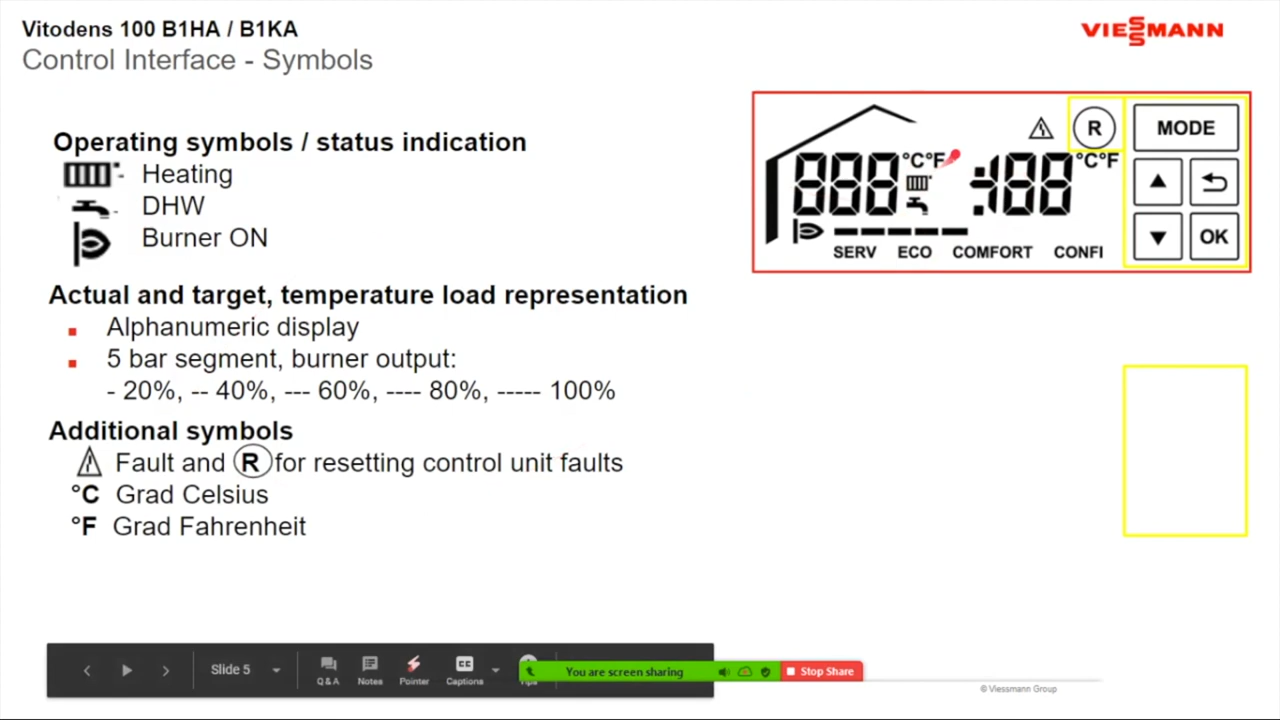 Vitodens 100 B1HA / B1KA
Control Interface - Symbols
VIESSMANN
Operating symbols / status indication
Heating
DHW
Burner ON
Actual and target, temperature load representation
Alphanumeric display
5 bar segment, burner output:
- 20%, -- 40%, --- 60%, ---- 80%, ----- 100%
Additional symbols
Fault and R for resetting control unit faults
°C Grad Celsius
°F Grad Fahrenheit
R
MODE
888 °C°F :188 °C°F
OK
SERV ECO COMFORT CONFI
Slide 5
Q & A
Notes
Pointer
CC
Captions
You are screen sharing
Stop Share
© Viessmann Group